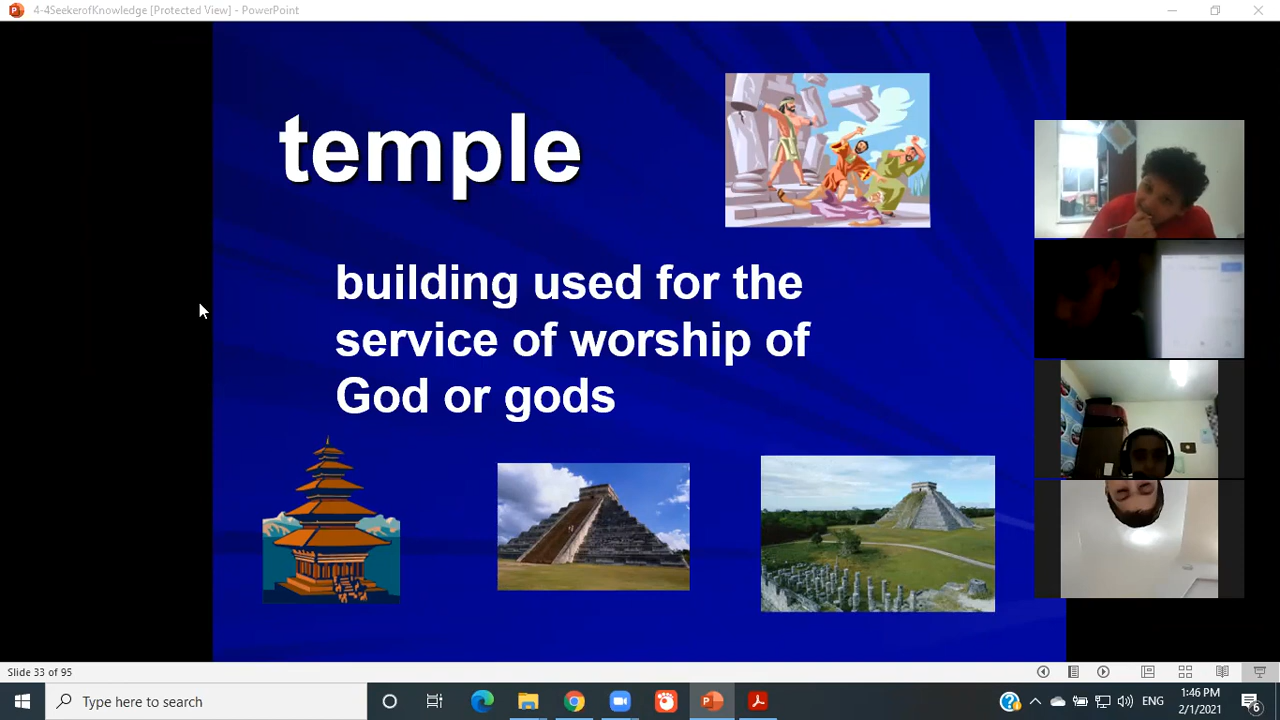 4-4SeekerofKnowledge [Protected View] - PowerPoint
temple
building used for the
service of worship of
God or gods
Slide 33 of 95
Type here to search
ENG
1:46 PM
2/1/2021
6